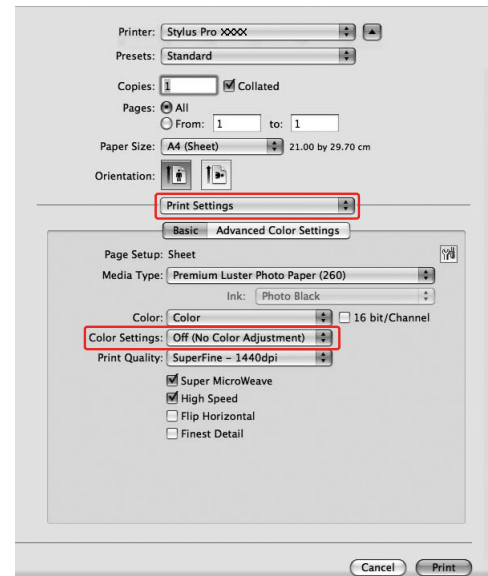 Printer: Stylus Pro XXXX
Presets: Standard
Copies: 1 Collated
Pages: All
From: 1 to: 1
Paper Size: A4 (Sheet) 21.00 by 29.70 cm
Orientation:
Print Settings
Basic Advanced Color Settings
Page Setup: Sheet
Media Type: Premium Luster Photo Paper (260)
Ink: Photo Black
Color: Color 16 bit/Channel
Color Settings: Off (No Color Adjustment)
Print Quality: SuperFine – 1440dpi
Super MicroWeave
High Speed
Flip Horizontal
Finest Detail
Cancel Print